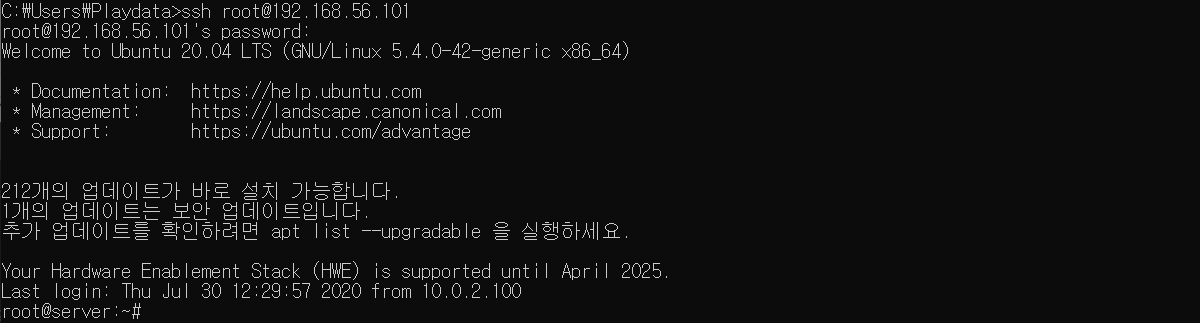 C:₩Users₩Playdata>ssh root@192.168.56.101
root@192.168.56.101's password:
Welcome to Ubuntu 20.04 LTS (GNU/Linux 5.4.0-42-generic x86_64)
* Documentation:  https://help.ubuntu.com
* Management:     https://landscape.canonical.com
* Support:        https://ubuntu.com/advantage
212개의 업데이트가 바로 설치 가능합니다.
1개의 업데이트는 보안 업데이트입니다.
추가 업데이트를 확인하려면 apt list --upgradable 을 실행하세요.
Your Hardware Enablement Stack (HWE) is supported until April 2025.
Last login: Thu Jul 30 12:29:57 2020 from 10.0.2.100
root@server:~#